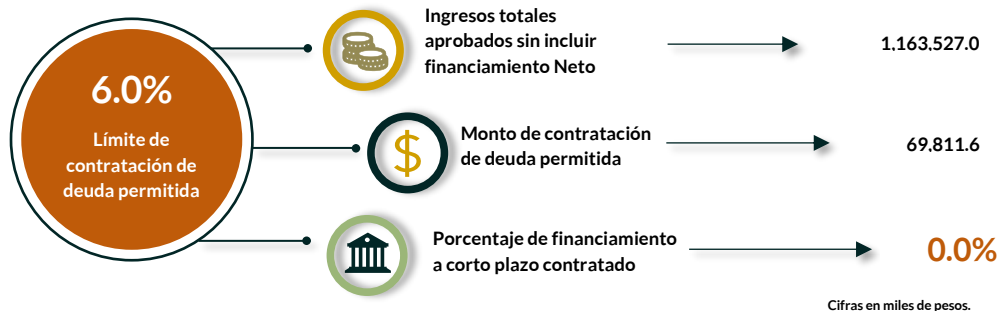 6.0%
Límite de
contratación de
deuda permitida
Ingresos totales
aprobados sin incluir
financiamiento Neto
1,163,527.0
$
Monto de contratación
de deuda permitida
69,811.6
Porcentaje de financiamiento
a corto plazo contratado
0.0%
Cifras en miles de pesos.